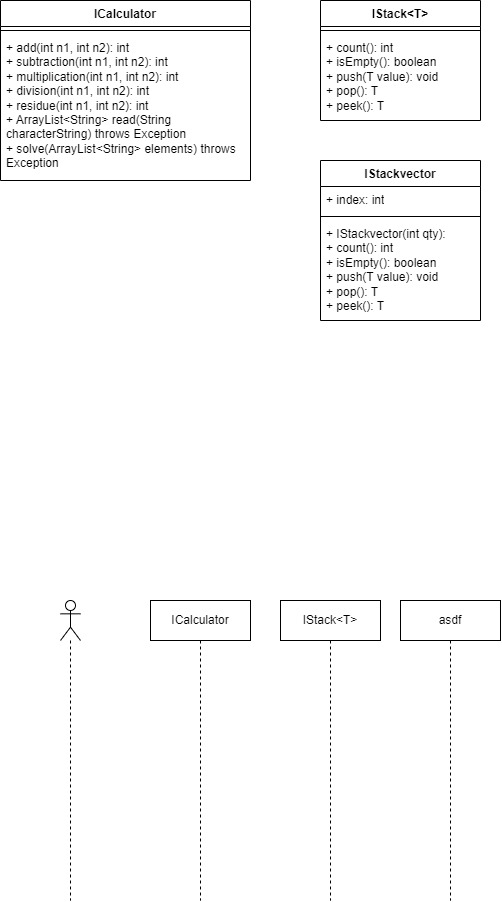 ICalculator
+ add(int n1, int n2): int
+ subtraction(int n1, int n2): int
+ multiplication(int n1, int n2): int
+ division(int n1, int n2): int
+ residue(int n1, int n2): int
+ ArrayList<String> read(String
characterString) throws Exception
+ solve(ArrayList<String> elements) throws
Exception
IStack<T>
+ count(): int
+ isEmpty(): boolean
+ push(T value): void
+ pop(): T
+ peek(): T
IStackvector
+ index: int
+ IStackvector(int qty):
+ count(): int
+ isEmpty(): boolean
+ push(T value): void
+ pop(): T
+ peek(): T
ICalculator
IStack<T>
asdf